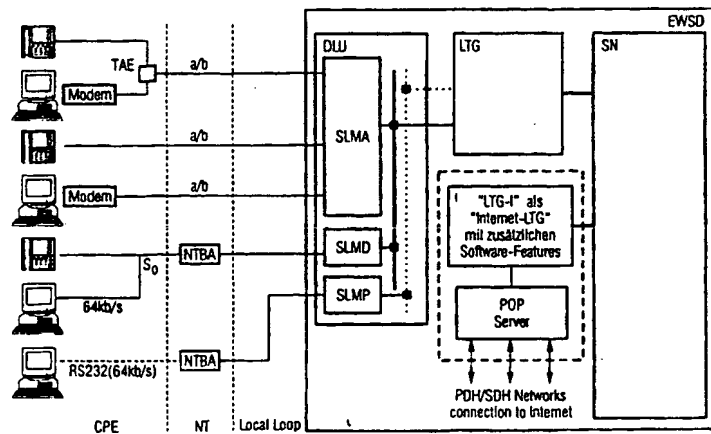 EWSD
DLU
LTG
SN
TAE
a/b
Modem
SLMA
a/b
Modem
a/b
"LTG-I" als
"Internet-LTG"
mit zusätzlichen
Software-Features
S₀
NTBA
SLMD
64kb/s
SLMP
POP
Server
RS232(64kb/s)
NTBA
PDH/SDH Networks
connection to Internet
CPE
NT
Local Loop